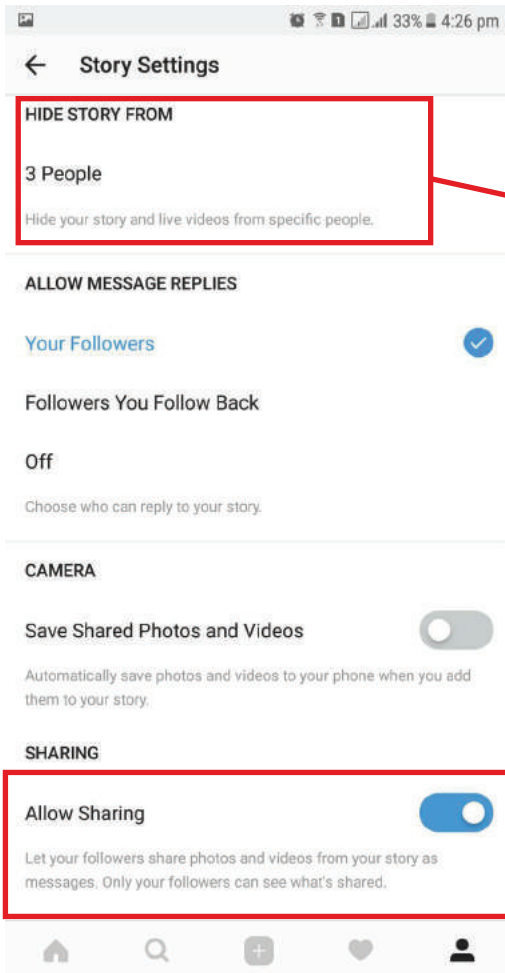 33% 4:26 pm
Story Settings
HIDE STORY FROM
3 People
Hide your story and live videos from specific people.
ALLOW MESSAGE REPLIES
Your Followers
Followers You Follow Back
Off
Choose who can reply to your story.
CAMERA
Save Shared Photos and Videos
Automatically save photos and videos to your phone when you add
them to your story.
SHARING
Allow Sharing
Let your followers share photos and videos from your story as
messages. Only your followers can see what's shared.